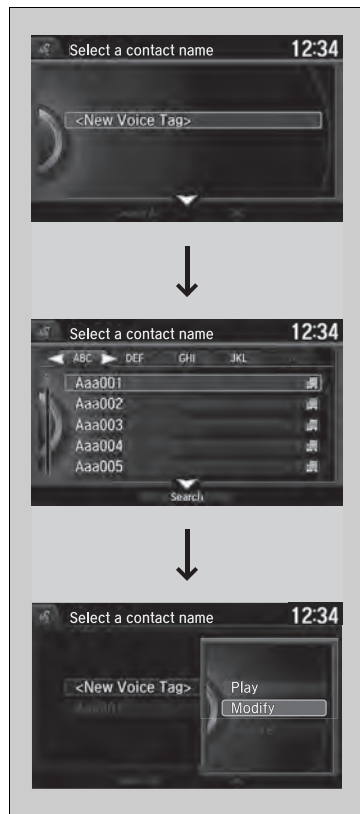 Select a contact name 12:34
<New Voice Tag>
Select a contact name 12:34
ABC DEF GHI JKL
Aaa001
Aaa002
Aaa003
Aaa004
Aaa005
Search
Select a contact name 12:34
<New Voice Tag>
Play
Modify